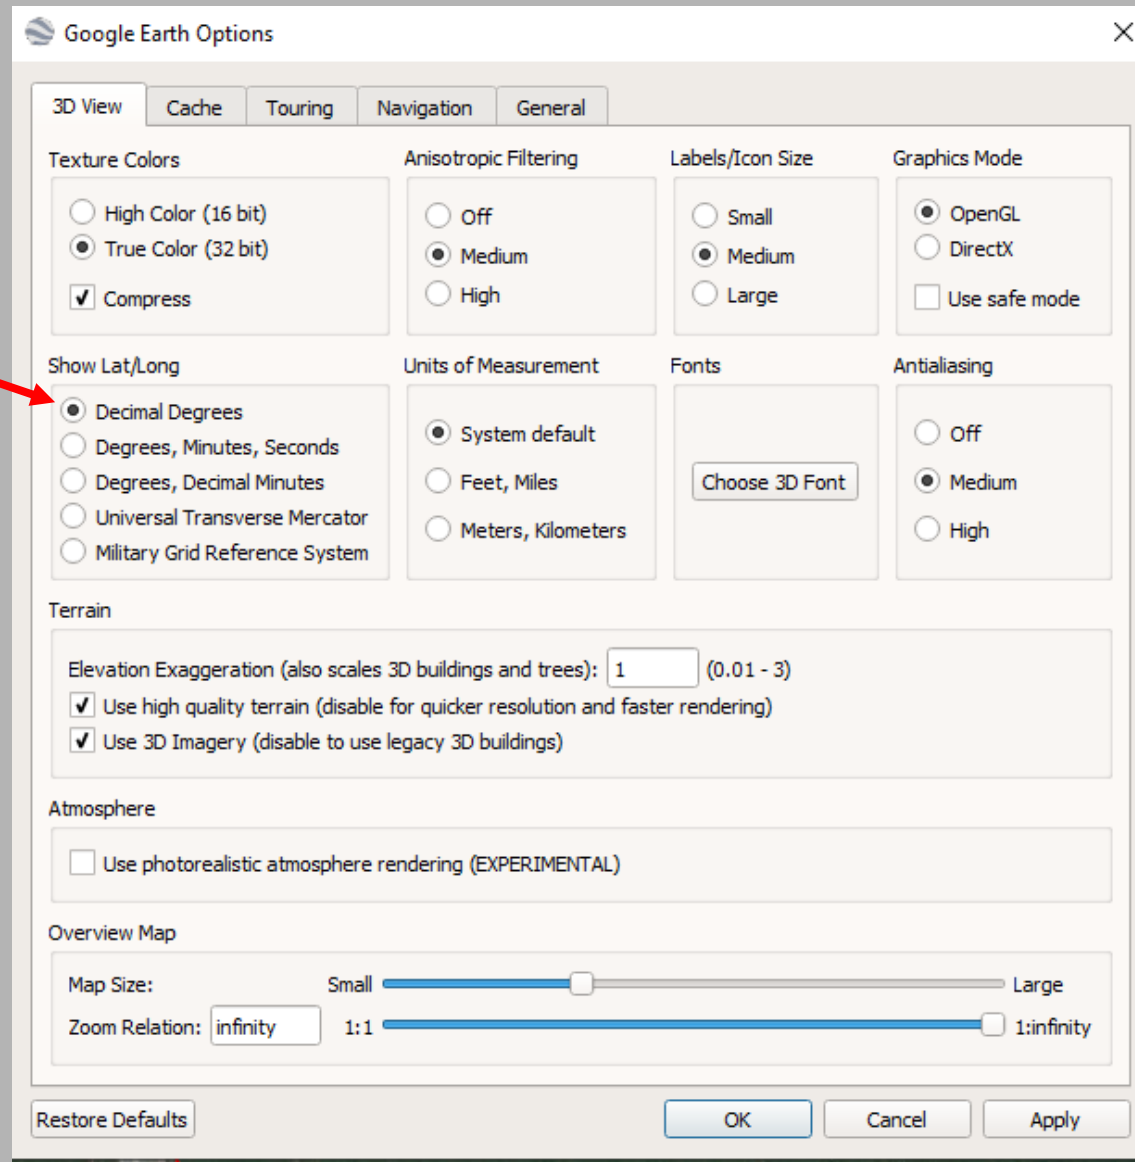 Google Earth Options
3D View Cache Touring Navigation General
Texture Colors
High Color (16 bit)
True Color (32 bit)
Compress
Anisotropic Filtering
Off
Medium
High
Labels/Icon Size
Small
Medium
Large
Graphics Mode
OpenGL
DirectX
Use safe mode
Show Lat/Long
Decimal Degrees
Degrees, Minutes, Seconds
Degrees, Decimal Minutes
Universal Transverse Mercator
Military Grid Reference System
Units of Measurement
System default
Feet, Miles
Meters, Kilometers
Fonts
Choose 3D Font
Antialiasing
Off
Medium
High
Terrain
Elevation Exaggeration (also scales 3D buildings and trees): 1 (0.01 - 3)
Use high quality terrain (disable for quicker resolution and faster rendering)
Use 3D Imagery (disable to use legacy 3D buildings)
Atmosphere
Use photorealistic atmosphere rendering (EXPERIMENTAL)
Overview Map
Map Size: Small Large
Zoom Relation: infinity 1:1 1:infinity
Restore Defaults OK Cancel Apply